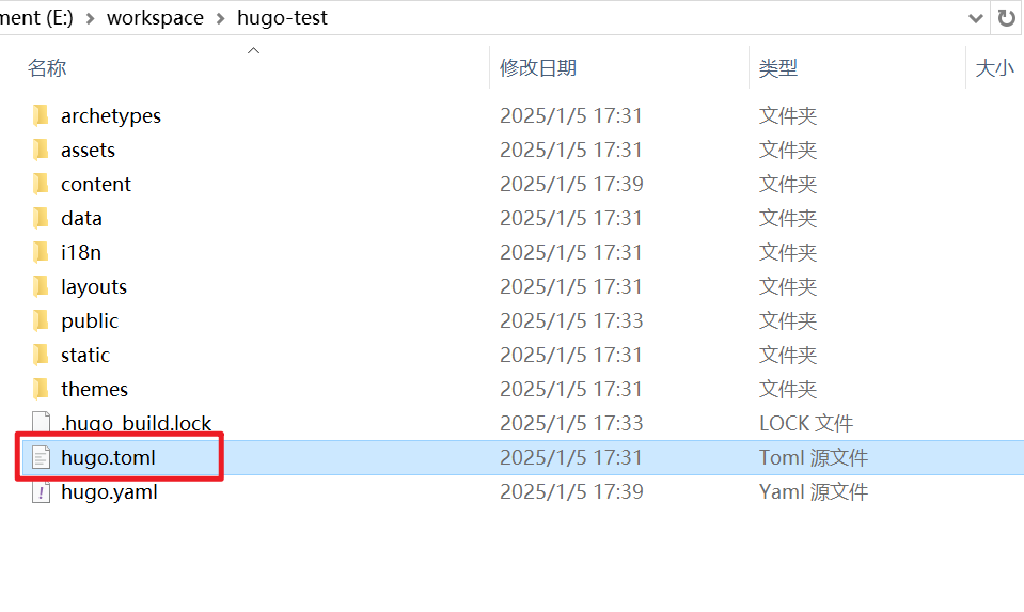 ment (E:) > workspace > hugo-test
名称 修改日期 类型 大小
archetypes 2025/1/5 17:31 文件夹
assets 2025/1/5 17:31 文件夹
content 2025/1/5 17:39 文件夹
data 2025/1/5 17:31 文件夹
i18n 2025/1/5 17:31 文件夹
layouts 2025/1/5 17:31 文件夹
public 2025/1/5 17:33 文件夹
static 2025/1/5 17:31 文件夹
themes 2025/1/5 17:31 文件夹
.hugo_build.lock 2025/1/5 17:33 LOCK 文件
hugo.toml 2025/1/5 17:31 Toml 源文件
hugo.yaml 2025/1/5 17:39 Yaml 源文件